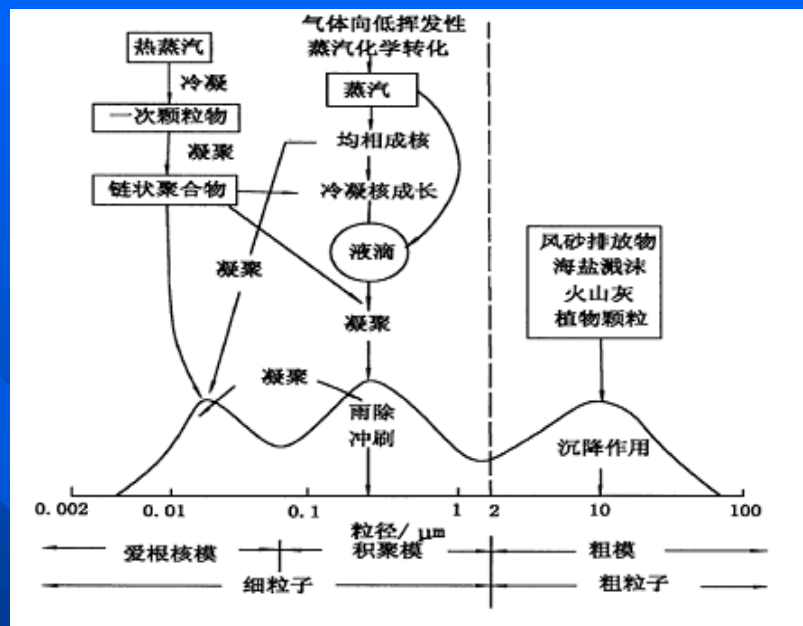 热蒸汽
冷凝
一次颗粒物
凝聚
链状聚合物
气体向低挥发性
蒸汽化学转化
蒸汽
均相成核
冷凝核成长
液滴
凝聚
凝聚
凝聚
雨除
冲刷
风砂排放物
海盐溅沫
火山灰
植物颗粒
沉降作用
0.002 0.01 0.1 1 2 10 100
粒径/μm
爱根核模 积聚模 粗模
细粒子 粗粒子